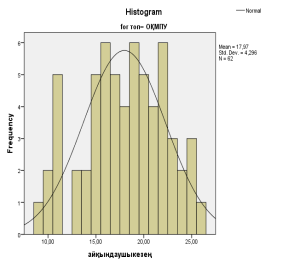 Histogram
for топ= ОҚМПУ
Normal
Mean = 17,97
Std. Dev. = 4,296
N = 62
Frequency
6
5
4
3
2
1
0
10,00 15,00 20,00 25,00
айқындаушыкезең